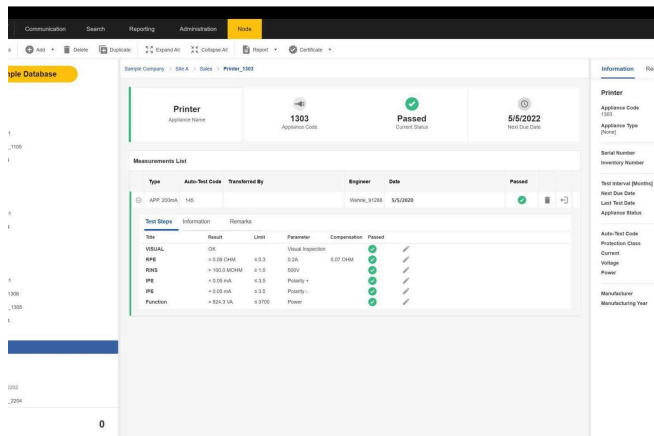 Communication Search Reporting Administration Node
s Add Delete Duplicate Expand All Collapse All Report Certificate
nple Database
Sample Company > Site A > Sales > Printer_1303
Information Re
Printer
Appliance Name
1303
Appliance Code
Passed
Current Status
5/5/2022
Next Due Date
Measurements List
Type Auto-Test Code Transferred By Engineer Date Passed
APP. 200mA 145 5/5/2020
Test Steps Information Remarks
Title Result Limit Parameter Compensation Passed
VISUAL OK Visual Inspection
RPE = 0.08 OHM ≤ 0.3 0.2A 0.07 OHM
RINS > 100.0 MOHM ≥ 1.0 500V
IPE < 0.05 mA ≤ 3.5 Polarity +
IPE < 0.05 mA ≤ 3.5 Polarity -
Function = 824.3 VA ≤ 3700 Power
Printer
Appliance Code
1303
Appliance Type
[None]
Serial Number
Inventory Number
Test Interval [Months]
Next Due Date
Last Test Date
Appliance Status
Auto-Test Code
Protection Class
Current
Voltage
Power
Manufacturer
Manufacturing Year
_1305
_2204
0